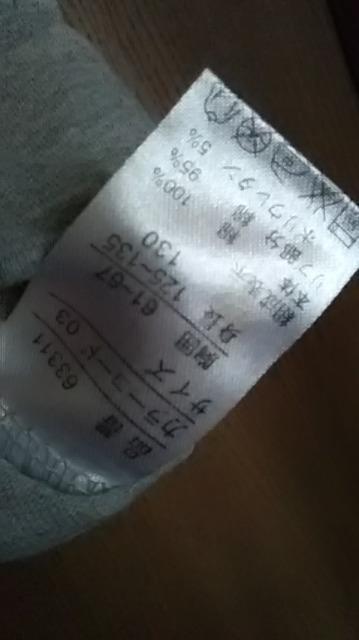 品番 63311
カラーコード 03
サイズ 130
胸囲 61~67
身長 125~135
組成表示
本体 綿 100%
リブ部分 綿 95%
ポリウレタン 5%